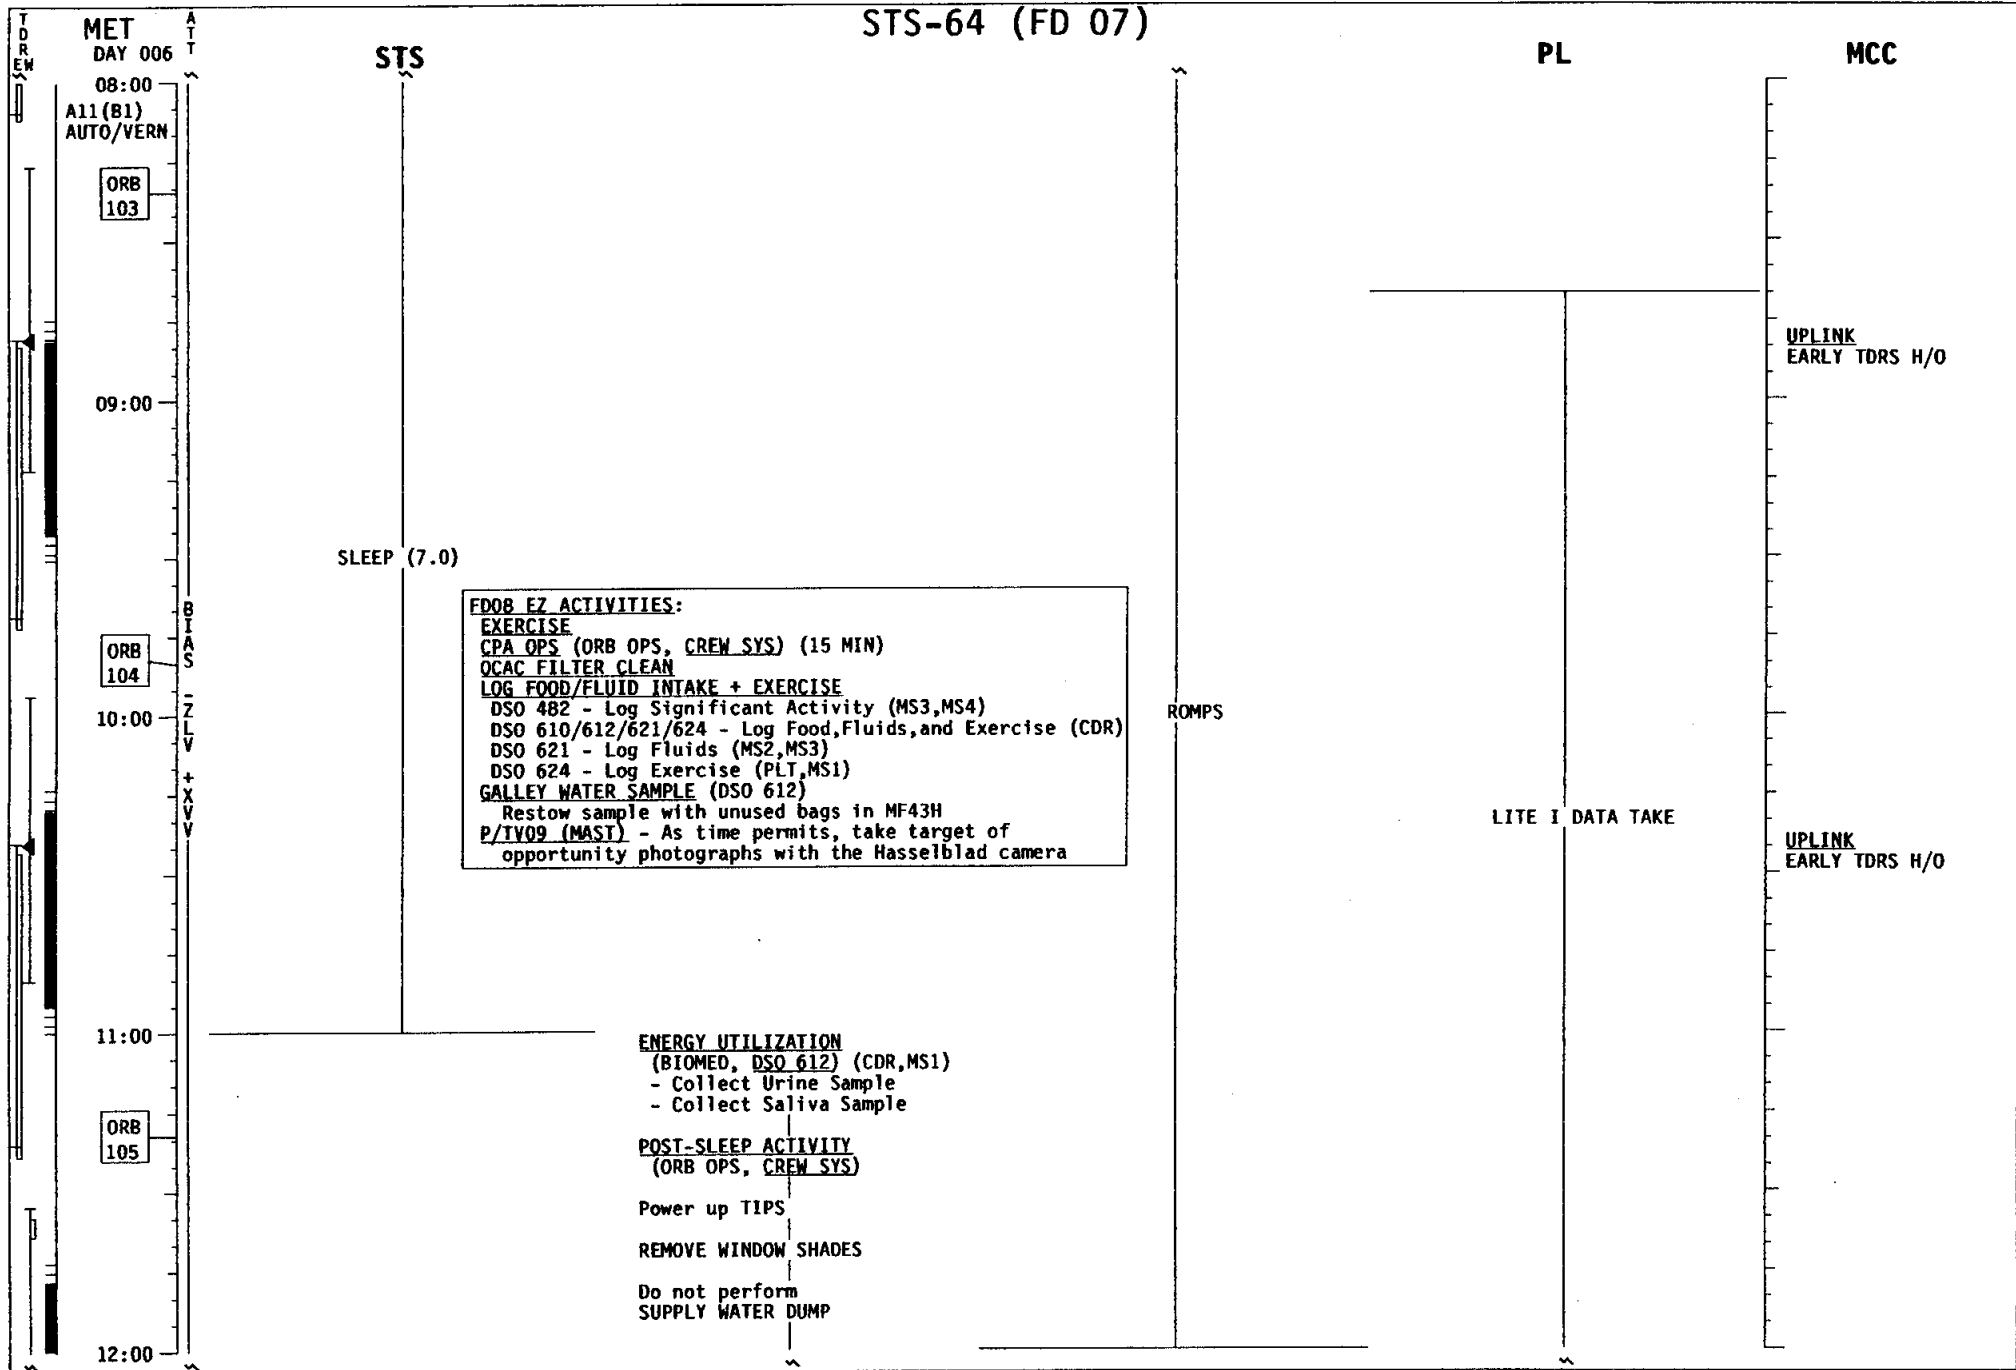 STS-64 (FD 07)
TDRS
EW
MET
DAY 006
ATT
STS
PL
MCC
08:00
A11(B1)
AUTO/VERN
ORB
103
UPLINK
EARLY TDRS H/O
09:00
SLEEP (7.0)
BIAS -ZLV +XVV
FD08 EZ ACTIVITIES:
EXERCISE
CPA OPS (ORB OPS, CREW SYS) (15 MIN)
OCAC FILTER CLEAN
LOG FOOD/FLUID INTAKE + EXERCISE
DSO 482 - Log Significant Activity (MS3,MS4)
DSO 610/612/621/624 - Log Food,Fluids,and Exercise (CDR)
DSO 621 - Log Fluids (MS2,MS3)
DSO 624 - Log Exercise (PLT,MS1)
GALLEY WATER SAMPLE (DSO 612)
Restow sample with unused bags in MF43H
P/TV09 (MAST) - As time permits, take target of
opportunity photographs with the Hasselblad camera
ORB
104
10:00
ROMPS
LITE I DATA TAKE
UPLINK
EARLY TDRS H/O
11:00
ENERGY UTILIZATION
(BIOMED, DSO 612) (CDR,MS1)
- Collect Urine Sample
- Collect Saliva Sample
ORB
105
POST-SLEEP ACTIVITY
(ORB OPS, CREW SYS)
Power up TIPS
REMOVE WINDOW SHADES
Do not perform
SUPPLY WATER DUMP
12:00